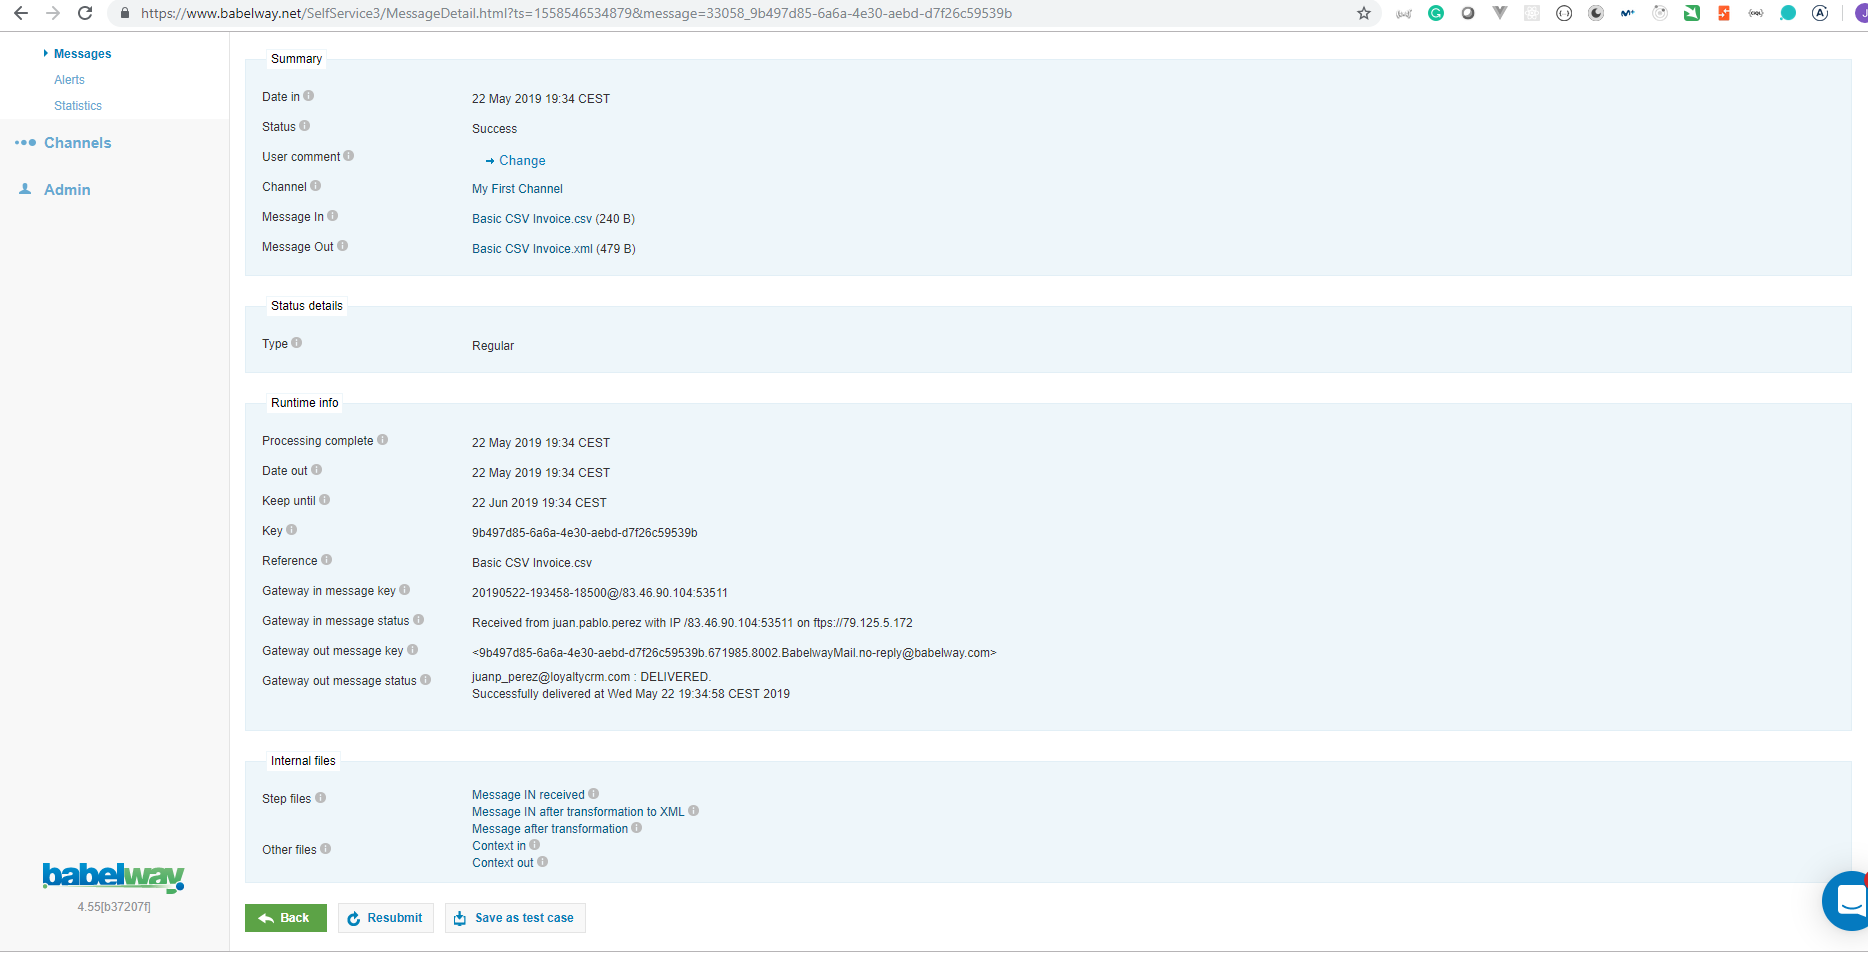 https://www.babelway.net/SelfService3/MessageDetail.html?ts=1558546534879&message=33058_9b497d85-6a6a-4e30-aebd-d7f26c59539b
Messages
Alerts
Statistics
Channels
Admin
Summary
Date in
22 May 2019 19:34 CEST
Status
Success
User comment
Change
Channel
My First Channel
Message In
Basic CSV Invoice.csv (240 B)
Message Out
Basic CSV Invoice.xml (479 B)
Status details
Type
Regular
Runtime info
Processing complete
22 May 2019 19:34 CEST
Date out
22 May 2019 19:34 CEST
Keep until
22 Jun 2019 19:34 CEST
Key
9b497d85-6a6a-4e30-aebd-d7f26c59539b
Reference
Basic CSV Invoice.csv
Gateway in message key
20190522-193458-18500@/83.46.90.104:53511
Gateway in message status
Received from juan.pablo.perez with IP /83.46.90.104:53511 on ftps://79.125.5.172
Gateway out message key
<9b497d85-6a6a-4e30-aebd-d7f26c59539b.671985.8002.BabelwayMail.no-reply@babelway.com>
Gateway out message status
juanp_perez@loyaltycrm.com : DELIVERED.
Successfully delivered at Wed May 22 19:34:58 CEST 2019
Internal files
Step files
Message IN received
Message IN after transformation to XML
Message after transformation
Other files
Context in
Context out
babelway
4.55[b37207f]
Back
Resubmit
Save as test case